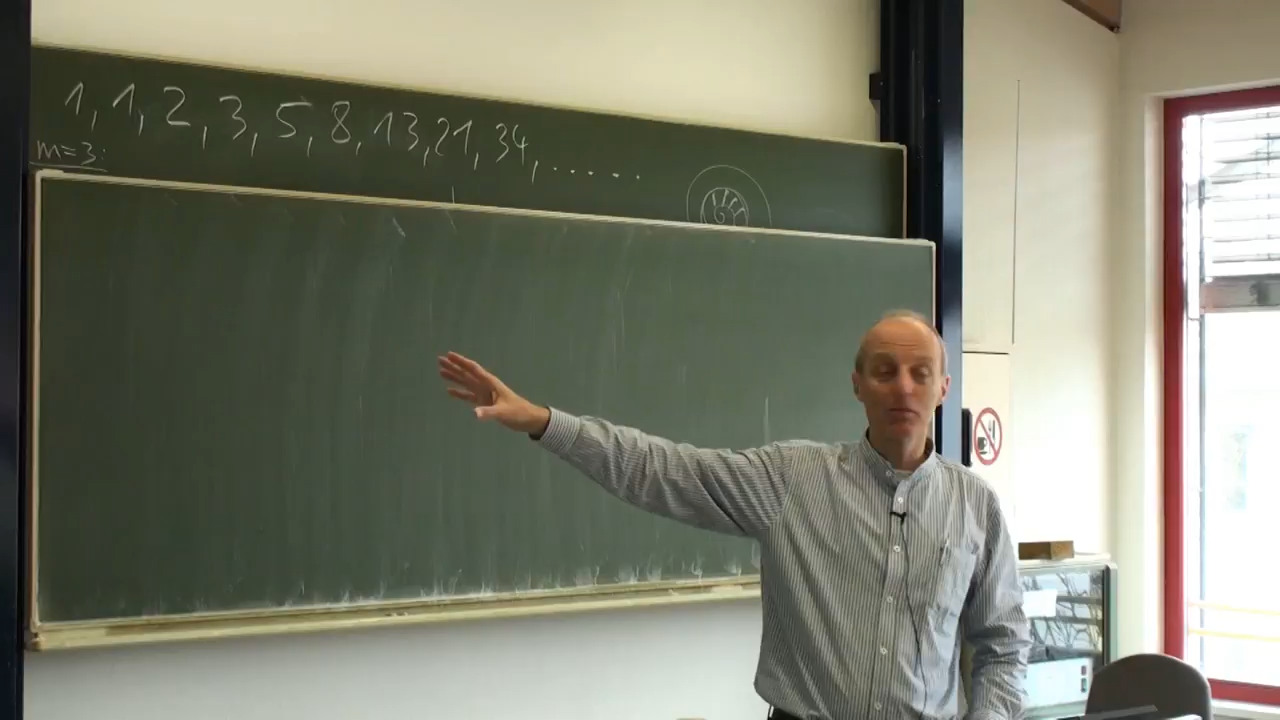 1, 1, 2, 3, 5, 8, 13, 21, 34, . . . . .
m=3: